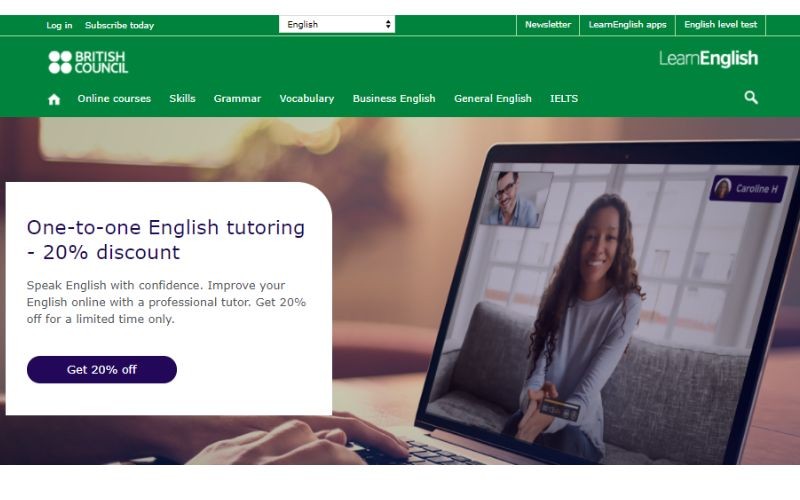 Log in Subscribe today English Newsletter LearnEnglish apps English level test
BRITISH
COUNCIL
LearnEnglish
Online courses Skills Grammar Vocabulary Business English General English IELTS
Caroline H
One-to-one English tutoring
- 20% discount
Speak English with confidence. Improve your
English online with a professional tutor. Get 20%
off for a limited time only.
Get 20% off